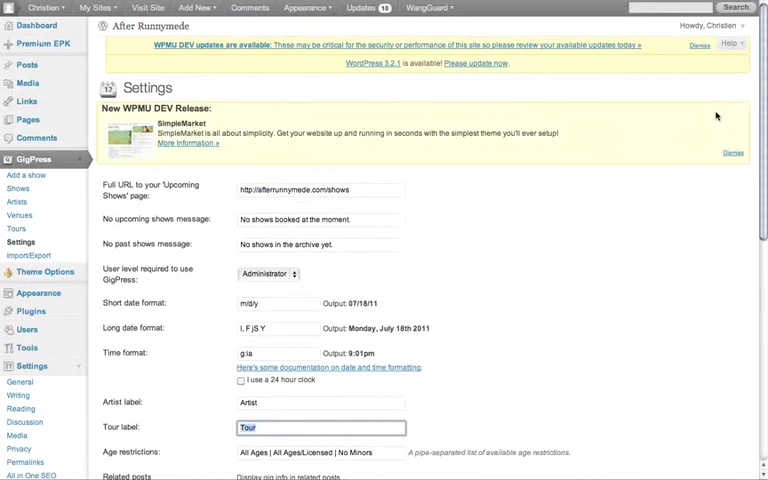 Christien My Sites Visit Site Add New Comments Appearance Updates 10 WangGuard Search
After Runnymede
Howdy, Christien
WPMU DEV updates are available: These may be critical for the security or performance of this site so please review your available updates today »
Dismiss
Help
WordPress 3.2.1 is available! Please update now.
Dashboard
Premium EPK
Posts
Media
Links
Pages
Comments
GigPress
Add a show
Shows
Artists
Venues
Tours
Settings
Import/Export
Theme Options
Appearance
Plugins
Users
Tools
Settings
General
Writing
Reading
Discussion
Media
Privacy
Permalinks
All in One SEO
17 Settings
New WPMU DEV Release:
SimpleMarket
SimpleMarket is all about simplicity. Get your website up and running in seconds with the simplest theme you'll ever setup!
More Information »
Dismiss
Full URL to your 'Upcoming
Shows' page:
http://afterrunnymede.com/shows
No upcoming shows message: No shows booked at the moment.
No past shows message: No shows in the archive yet.
User level required to use
GigPress:
Administrator
Short date format: m/d/y Output: 07/18/11
Long date format: l, F jS Y Output: Monday, July 18th 2011
Time format: g:ia Output: 9:01pm
Here's some documentation on date and time formatting.
I use a 24 hour clock
Artist label: Artist
Tour label: Tour
Age restrictions: All Ages | All Ages/Licensed | No Minors A pipe-separated list of available age restrictions.
Related posts Display gig info in related posts